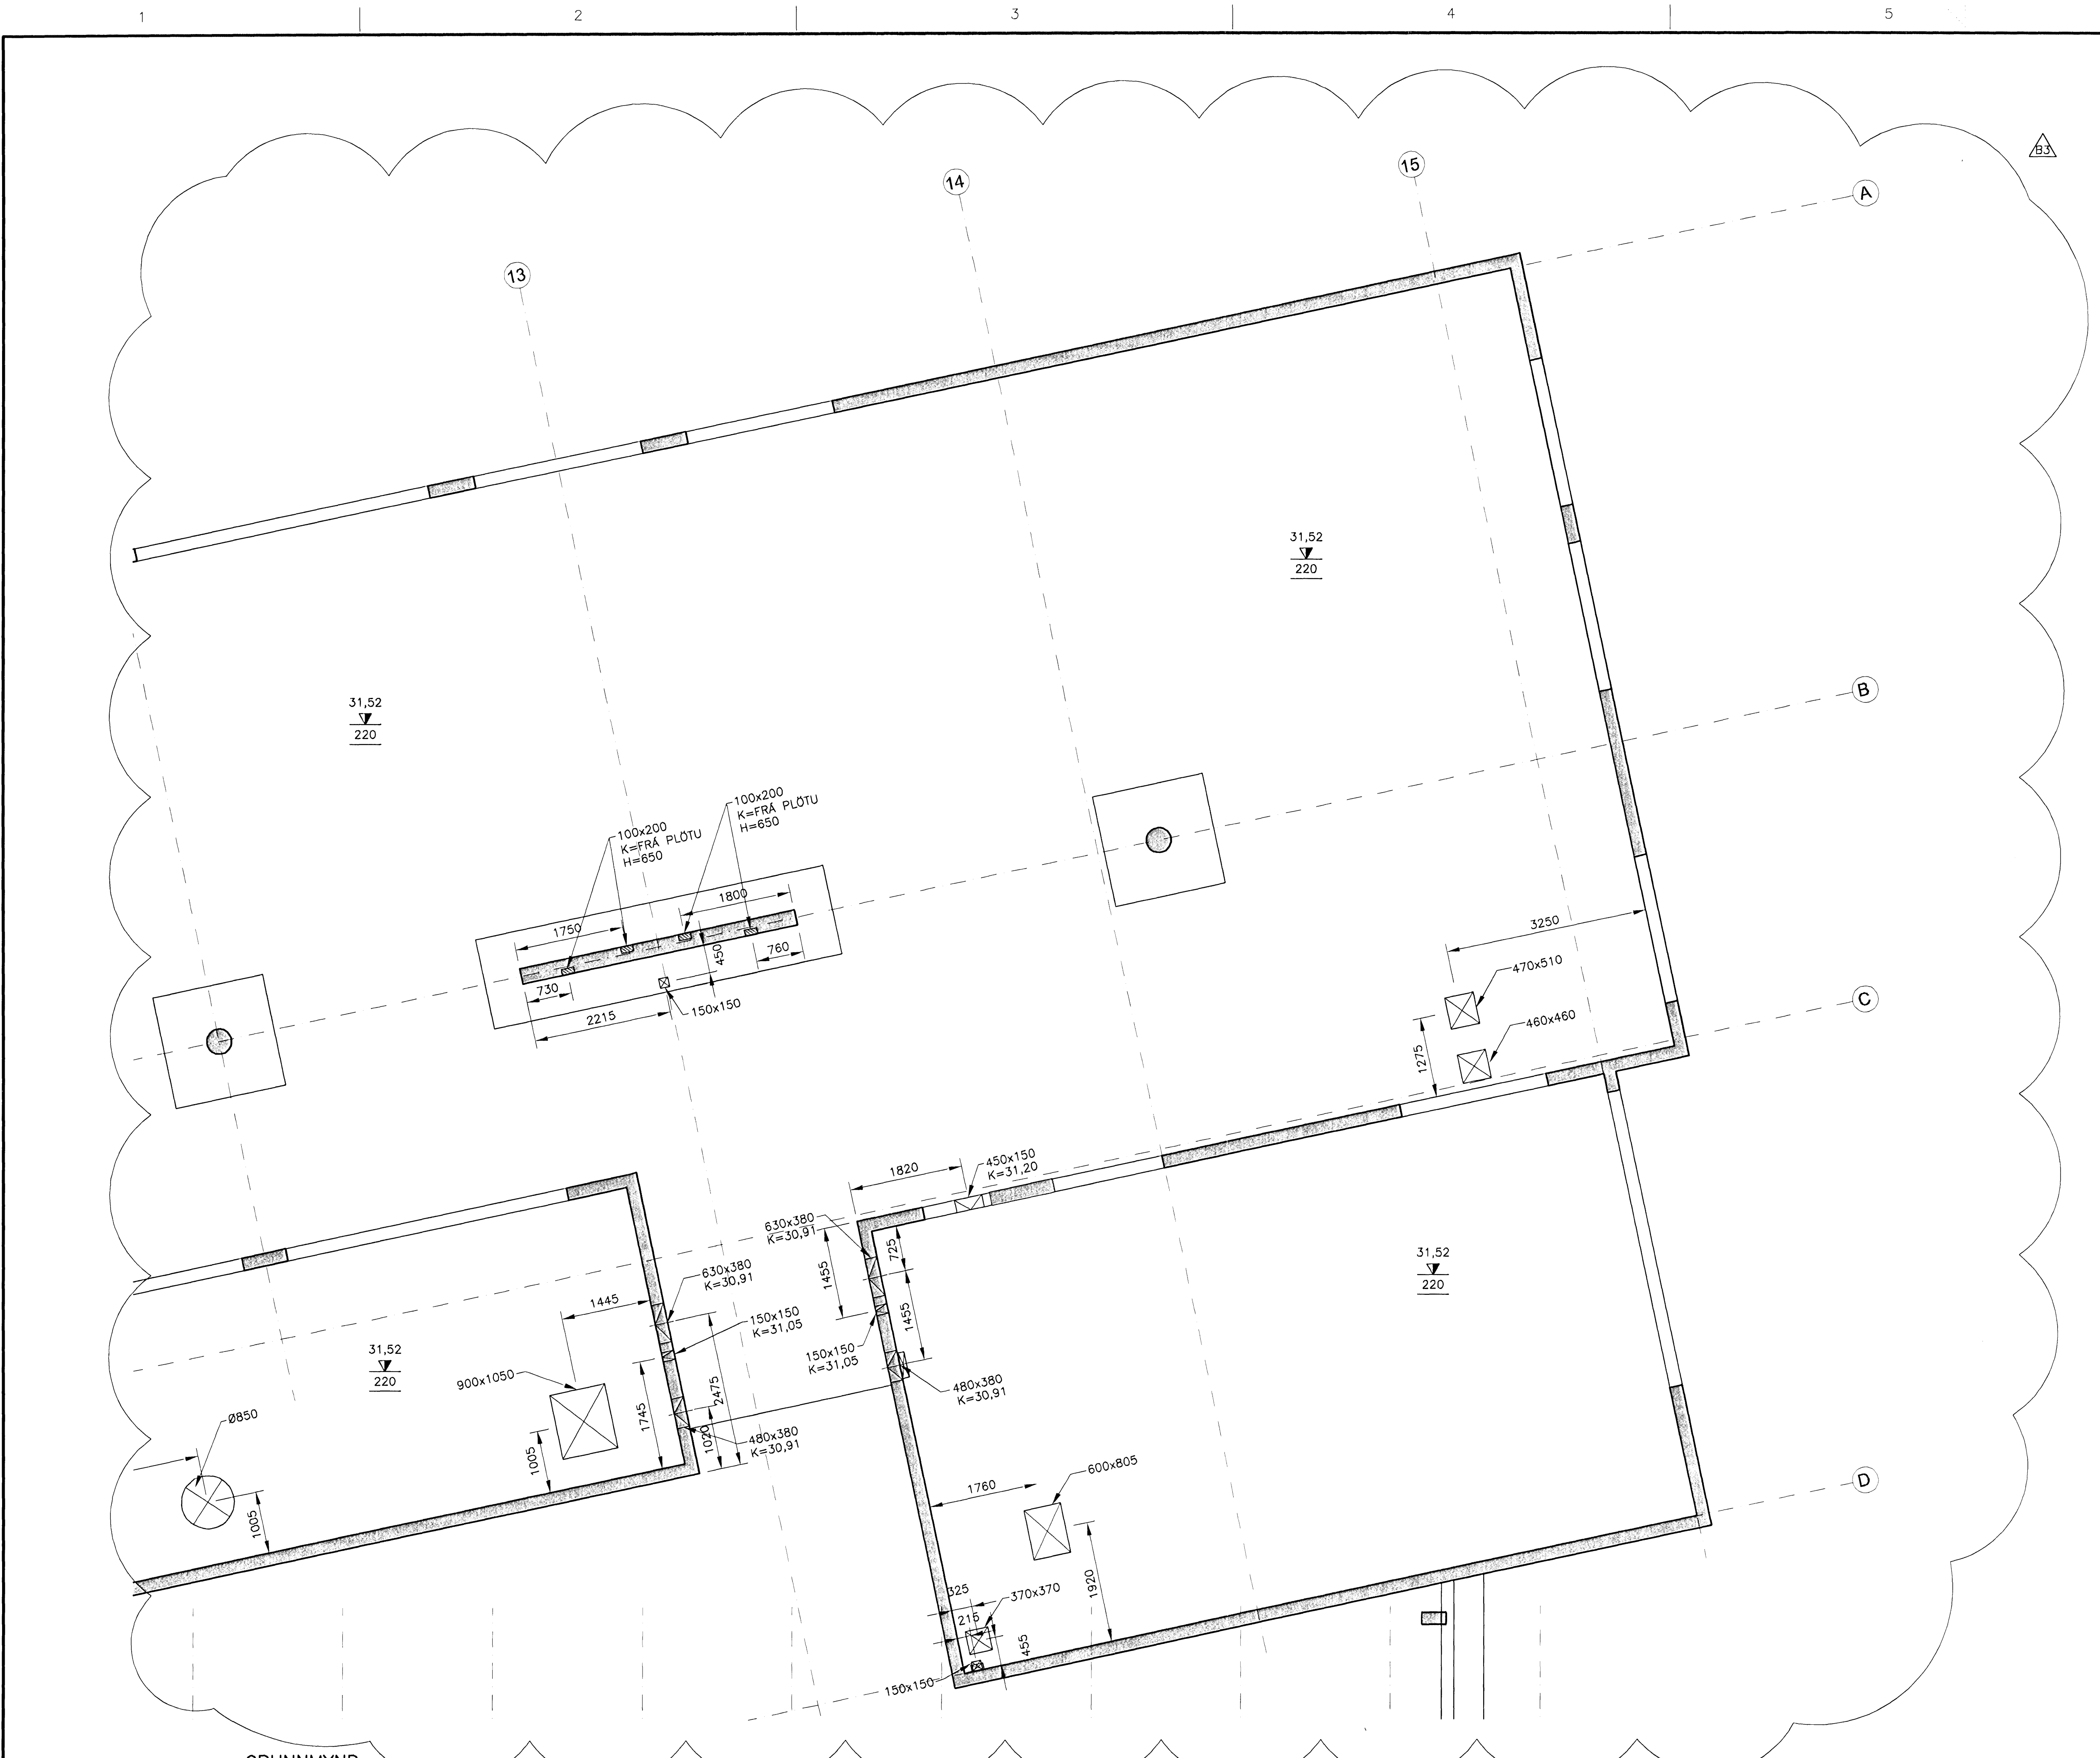 1
2
3
4
5
B3
15
14
A
13
31,52
220
31,52
220
B
100x200
K=FRÁ PLÖTU
H=650
100x200
K=FRÁ PLÖTU
H=650
1800
1750
450
760
730
2215
150x150
3250
470x510
460x460
1275
C
1820
450x150
K=31,20
630x380
K=30,91
725
1455
1455
630x380
K=30,91
1445
150x150
K=31,05
150x150
K=31,05
31,52
220
31,52
220
900x1050
480x380
K=30,91
2475
1745
1020
480x380
K=30,91
Ø850
1005
1005
600x805
1760
D
1920
325
370x370
215
455
150x150
GRUNNMYND